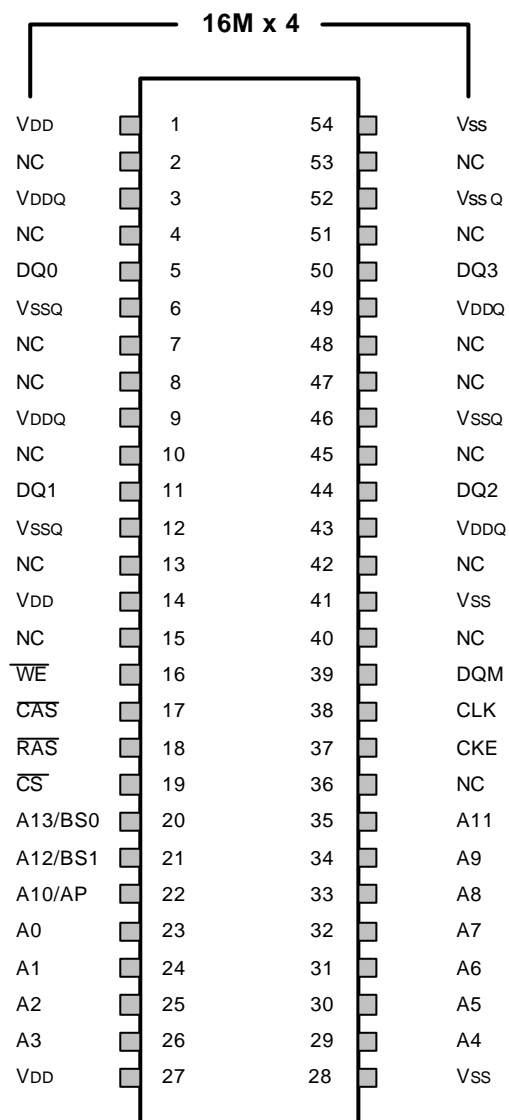 16M x 4
VDD 1 54 Vss
NC 2 53 NC
VDDQ 3 52 Vss Q
NC 4 51 NC
DQ0 5 50 DQ3
VSSQ 6 49 VDDQ
NC 7 48 NC
NC 8 47 NC
VDDQ 9 46 VSSQ
NC 10 45 NC
DQ1 11 44 DQ2
VSSQ 12 43 VDDQ
NC 13 42 NC
VDD 14 41 VSS
NC 15 40 NC
W̅E̅ 16 39 DQM
C̅A̅S̅ 17 38 CLK
R̅A̅S̅ 18 37 CKE
C̅S̅ 19 36 NC
A13/BS0 20 35 A11
A12/BS1 21 34 A9
A10/AP 22 33 A8
A0 23 32 A7
A1 24 31 A6
A2 25 30 A5
A3 26 29 A4
VDD 27 28 VSS